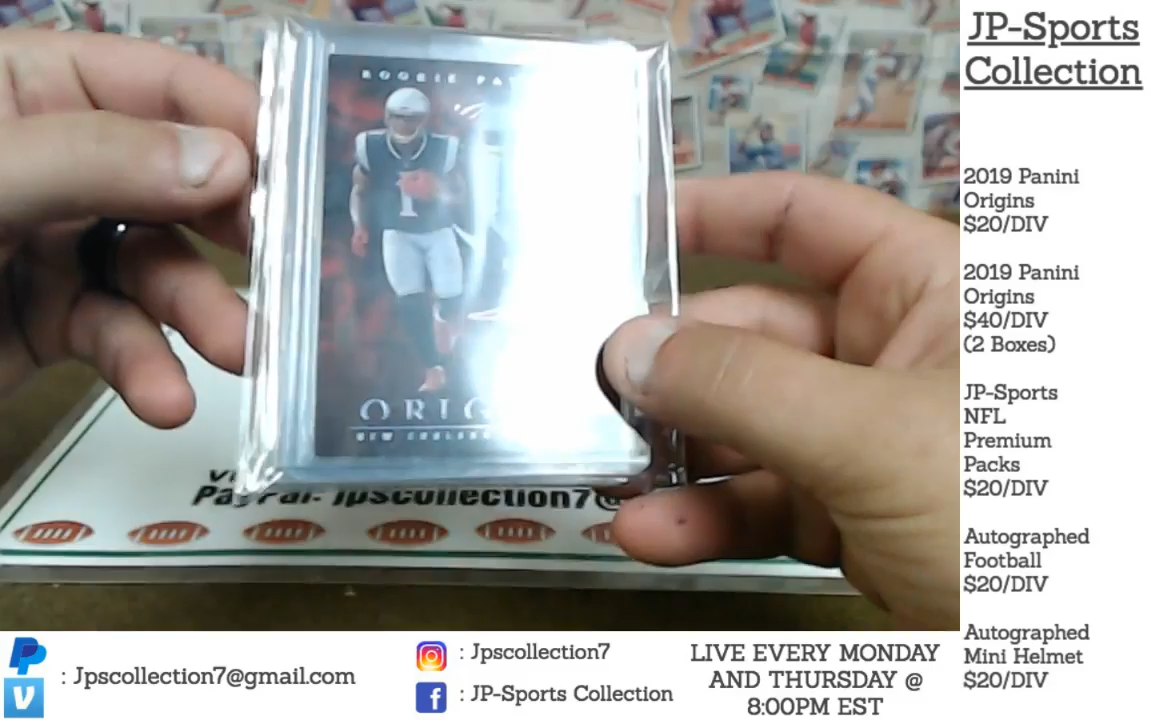 JP-Sports
Collection
2019 Panini
Origins
$20/DIV
2019 Panini
Origins
$40/DIV
(2 Boxes)
JP-Sports
NFL
Premium
Packs
$20/DIV
Autographed
Football
$20/DIV
Autographed
Mini Helmet
$20/DIV
ROOKIE
1
NEW
PayPal: jpscollection7@
: Jpscollection7@gmail.com
: Jpscollection7
: JP-Sports Collection
LIVE EVERY MONDAY
AND THURSDAY @
8:00PM EST